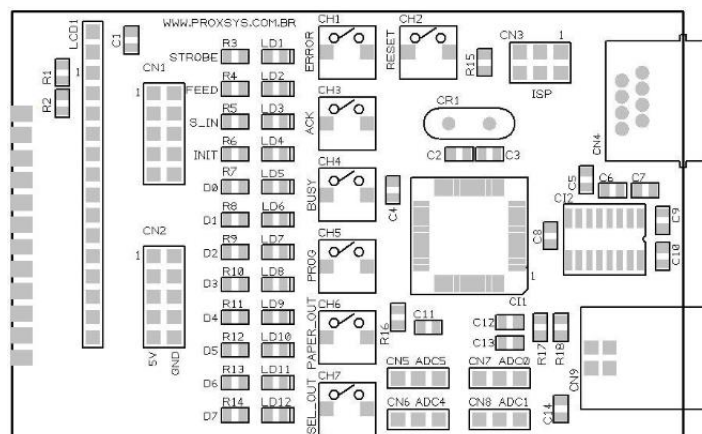 WWW.PROXSYS.COM.BR
LCD1
1
C1
R1
R2
CN1
1
CN2
1
5V
GND
STROBE R3 LD1
FEED R4 LD2
S_IN R5 LD3
INIT R6 LD4
D0 R7 LD5
D1 R8 LD6
D2 R9 LD7
D3 R10 LD8
D4 R11 LD9
D5 R12 LD10
D6 R13 LD11
D7 R14 LD12
CH1
ERROR
CH2
RESET
CH3
ACK
CH4
BUSY
CH5
PROG
CH6
PAPER_OUT
CH7
SEL_OUT
R15
CN3 1
ISP
CR1
C2 C3
C4
CN4
C5
C6 C7
CI2
C8
C9
C10
1
CI1
R16
C11
C12
C13
R17
R18
CN5 ADC5
CN7 ADC0
CN6 ADC4
CN8 ADC1
C14
CN9